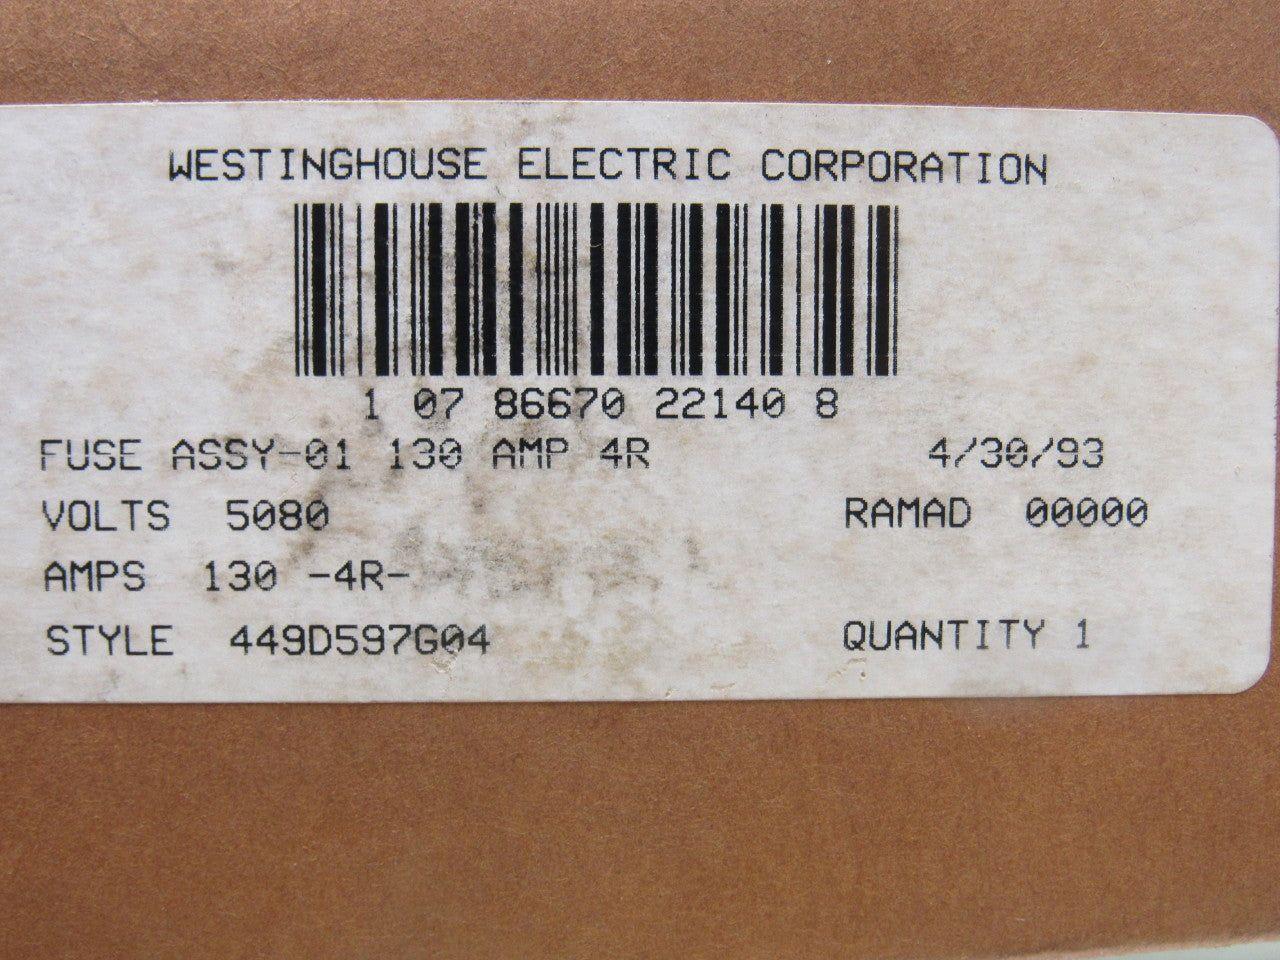 WESTINGHOUSE ELECTRIC CORPORATION
1 07 86670 22140 8
FUSE ASSY-01 130 AMP 4R 4/30/93
VOLTS 5080 RAMAD 00000
AMPS 130 -4R-
STYLE 449D597G04 QUANTITY 1